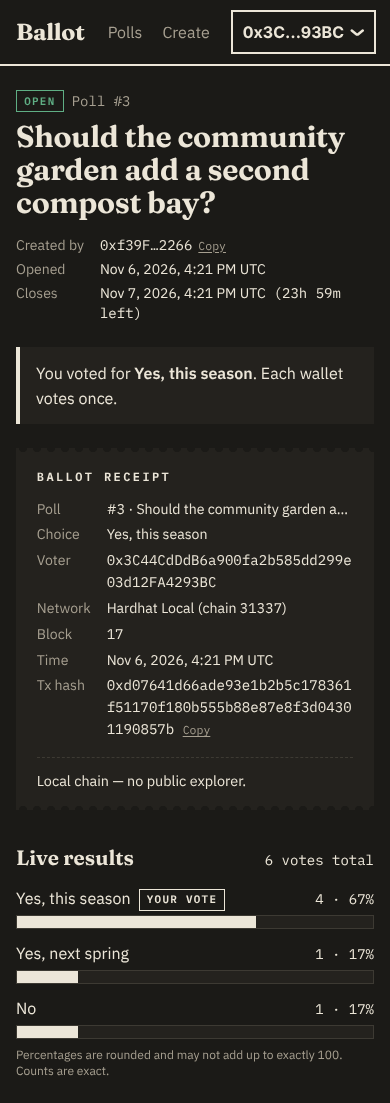 Ballot Polls Create 0x3C...93BC
OPEN Poll #3
Should the community
garden add a second
compost bay?
Created by 0xf39F…2266 Copy
Opened Nov 6, 2026, 4:21 PM UTC
Closes Nov 7, 2026, 4:21 PM UTC (23h 59m
left)
You voted for Yes, this season. Each wallet
votes once.
BALLOT RECEIPT
Poll #3 · Should the community garden a…
Choice Yes, this season
Voter 0x3C44CdDdB6a900fa2b585dd299e
03d12FA4293BC
Network Hardhat Local (chain 31337)
Block 17
Time Nov 6, 2026, 4:21 PM UTC
Tx hash 0xd07641d66ade93e1b2b5c178361
f51170f180b555b88e87e8f3d0430
1190857b Copy
Local chain — no public explorer.
Live results 6 votes total
Yes, this season YOUR VOTE 4 · 67%
Yes, next spring 1 · 17%
No 1 · 17%
Percentages are rounded and may not add up to exactly 100.
Counts are exact.